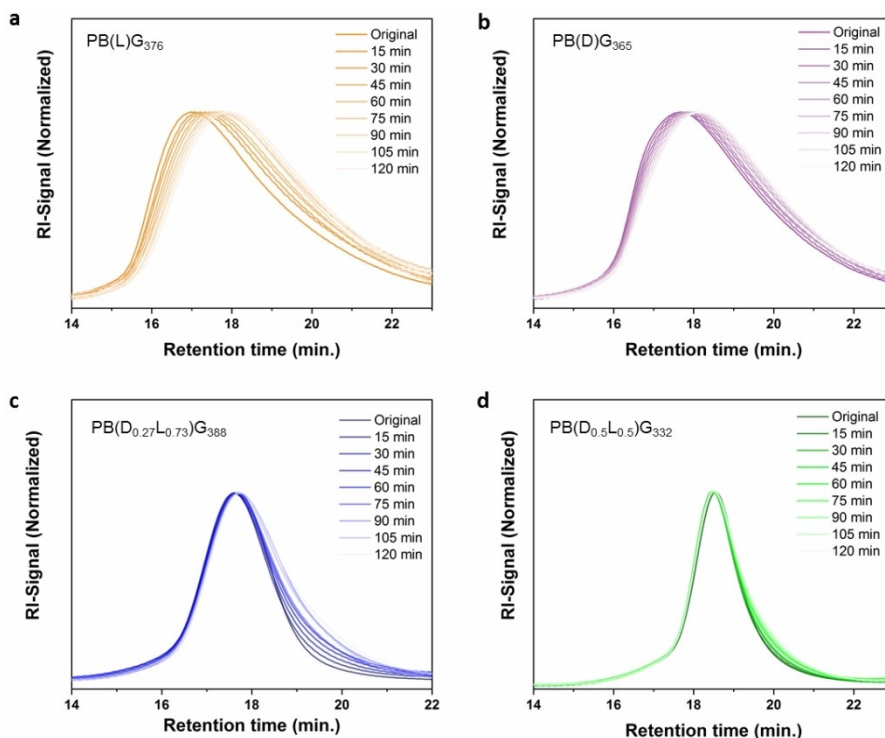 a
PB(L)G₃₇₆
Original
15 min
30 min
45 min
60 min
75 min
90 min
105 min
120 min
RI-Signal (Normalized)
14 16 18 20 22
Retention time (min.)
b
PB(D)G₃₆₅
Original
15 min
30 min
45 min
60 min
75 min
90 min
105 min
120 min
RI-Signal (Normalized)
14 16 18 20 22
Retention time (min.)
c
PB(D₀.₂₇L₀.₇₃)G₃₈₈
Original
15 min
30 min
45 min
60 min
75 min
90 min
105 min
120 min
RI-Signal (Normalized)
14 16 18 20 22
Retention time (min.)
d
PB(D₀.₅L₀.₅)G₃₃₂
Original
15 min
30 min
45 min
60 min
75 min
90 min
105 min
120 min
RI-Signal (Normalized)
14 16 18 20 22
Retention time (min.)